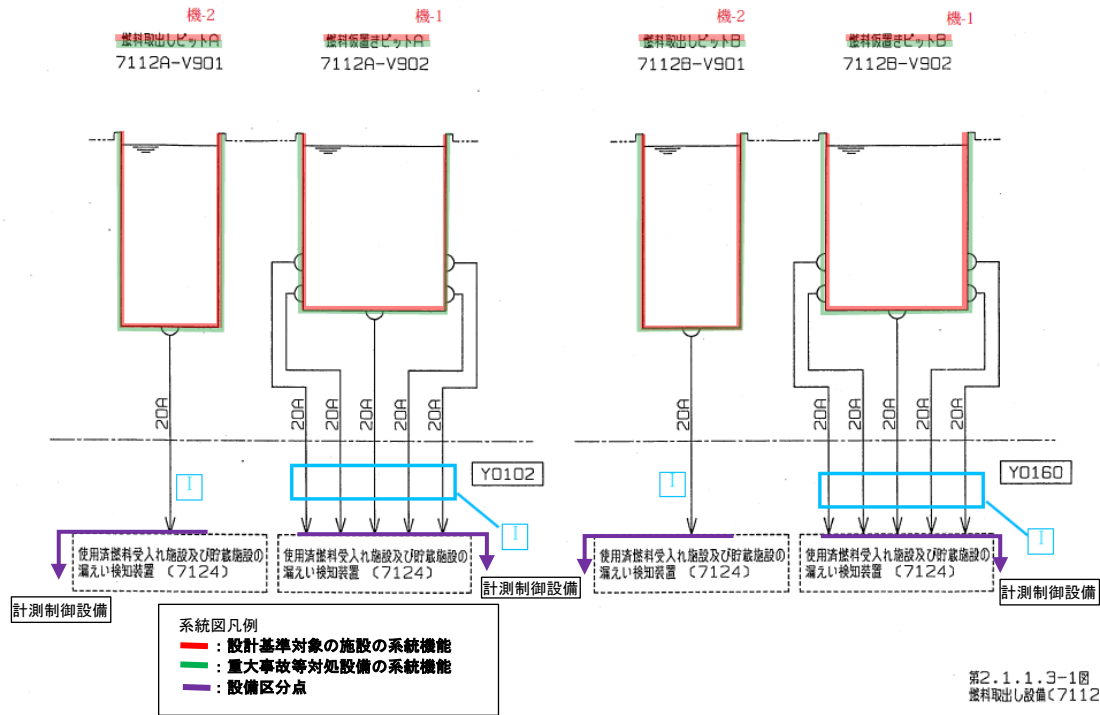 機-2
機-1
機-2
機-1
燃料取出しピットA
燃料仮置きピットA
燃料取出しピットB
燃料仮置きピットB
7112A-V901
7112A-V902
7112B-V901
7112B-V902
20A
20A
20A
20A
20A
20A
20A
20A
20A
20A
20A
20A
Y0102
Y0160
I
I
I
I
使用済燃料受入れ施設及び貯蔵施設の
漏えい検知装置 (7124)
使用済燃料受入れ施設及び貯蔵施設の
漏えい検知装置 (7124)
使用済燃料受入れ施設及び貯蔵施設の
漏えい検知装置 (7124)
使用済燃料受入れ施設及び貯蔵施設の
漏えい検知装置 (7124)
計測制御設備
計測制御設備
計測制御設備
系統図凡例
:設計基準対象の施設の系統機能
:重大事故等対処設備の系統機能
:設備区分点
第2.1.1.3-1図
燃料取出し設備(7112